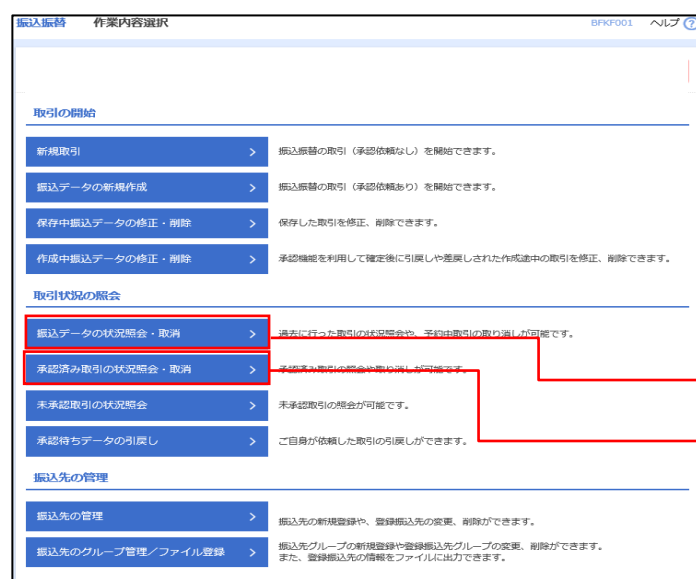 振込振替 作業内容選択 BFKF001 ヘルプ ?
取引の開始
新規取引 > 振込振替の取引（承認依頼なし）を開始できます。
振込データの新規作成 > 振込振替の取引（承認依頼あり）を開始できます。
保存中振込データの修正・削除 > 保存した取引を修正、削除できます。
作成中振込データの修正・削除 > 承認機能を利用して確定後に引戻しや差戻しされた作成途中の取引を修正、削除できます。
取引状況の照会
振込データの状況照会・取消 > 過去に行った取引の状況照会や、予約中取引の取り消しが可能です。
承認済み取引の状況照会・取消 > 承認済み取引の照会や取り消しが可能です。
未承認取引の状況照会 > 未承認取引の照会が可能です。
承認待ちデータの引戻し > ご自身が依頼した取引の引戻しができます。
振込先の管理
振込先の管理 > 振込先の新規登録や、登録振込先の変更、削除ができます。
振込先のグループ管理／ファイル登録 > 振込先グループの新規登録や登録振込先グループの変更、削除ができます。
また、登録振込先の情報をファイルに出力できます。